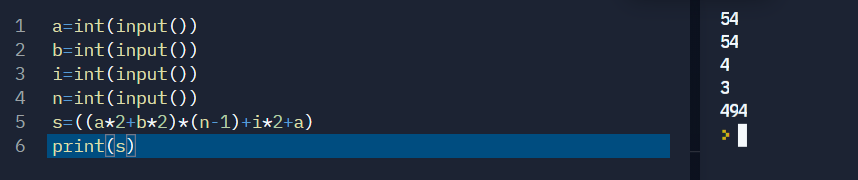 1 a=int(input())
2 b=int(input())
3 i=int(input())
4 n=int(input())
5 s=((a*2+b*2)*(n-1)+i*2+a)
6 print(s)
54
54
4
3
494
>